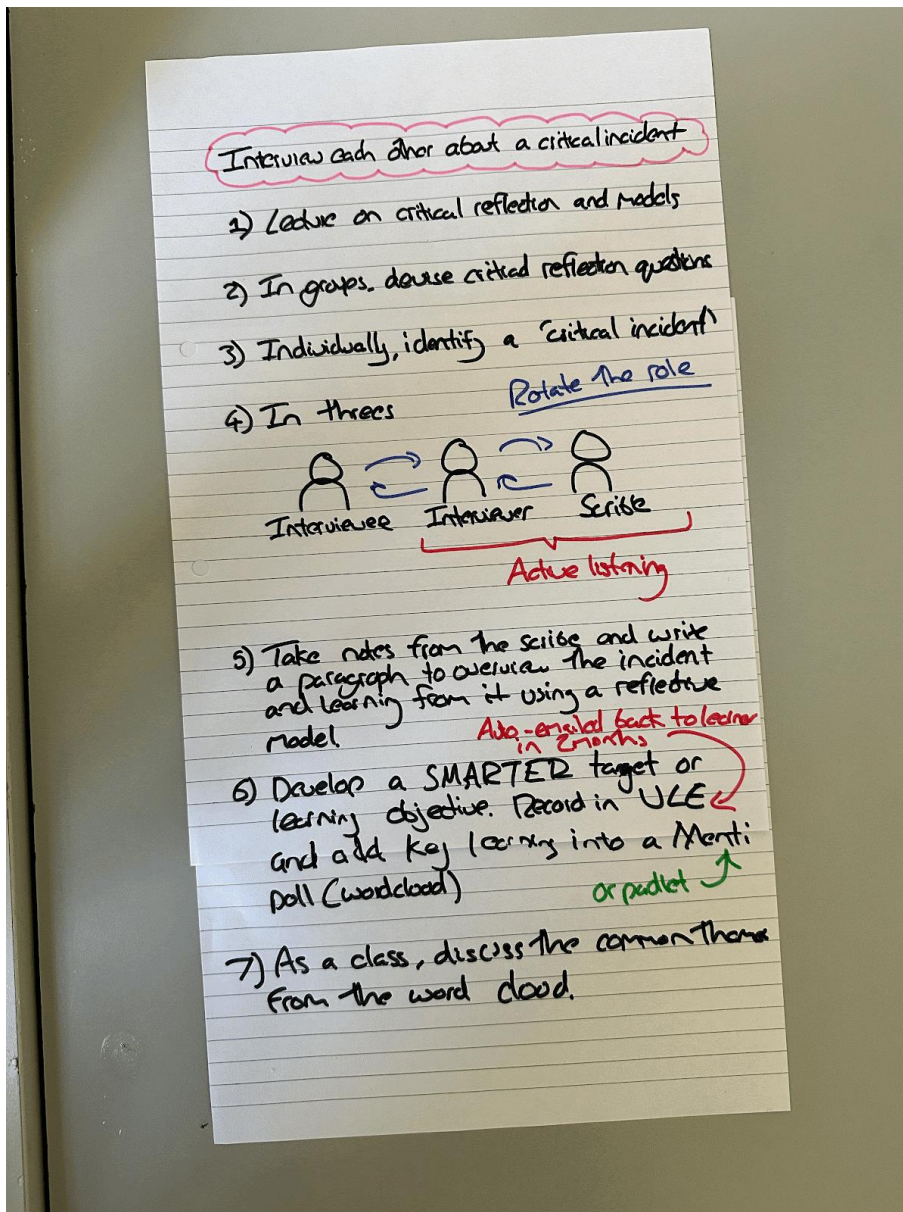 Interview each other about a critical incident
1) Lecture on critical reflection and models
2) In groups, devise critical reflection questions
3) Individually, identify a "critical incident"
Rotate the role
4) In threes
Interviewee Interviewer Scribe
Active listening
5) Take notes from the scribe and write
a paragraph to overview the incident
and learning from it using a reflective
model.
Auto-emailed back to learner
in 2 months
6) Develop a SMARTER target or
learning objective. Record in VLE
and add key learning into a Menti
poll (wordcloud)
or padlet
7) As a class, discuss the common themes
from the word cloud.